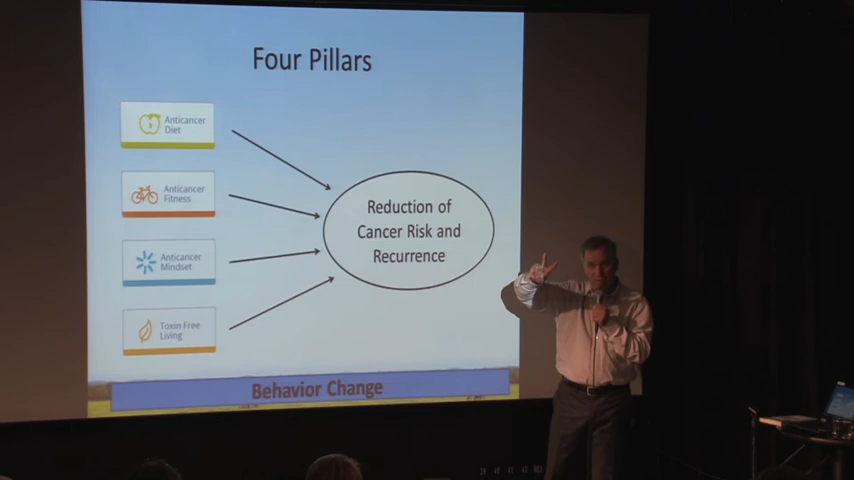 Four Pillars
Anticancer
Diet
Anticancer
Fitness
Anticancer
Mindset
Toxin Free
Living
Reduction of
Cancer Risk and
Recurrence
Behavior Change